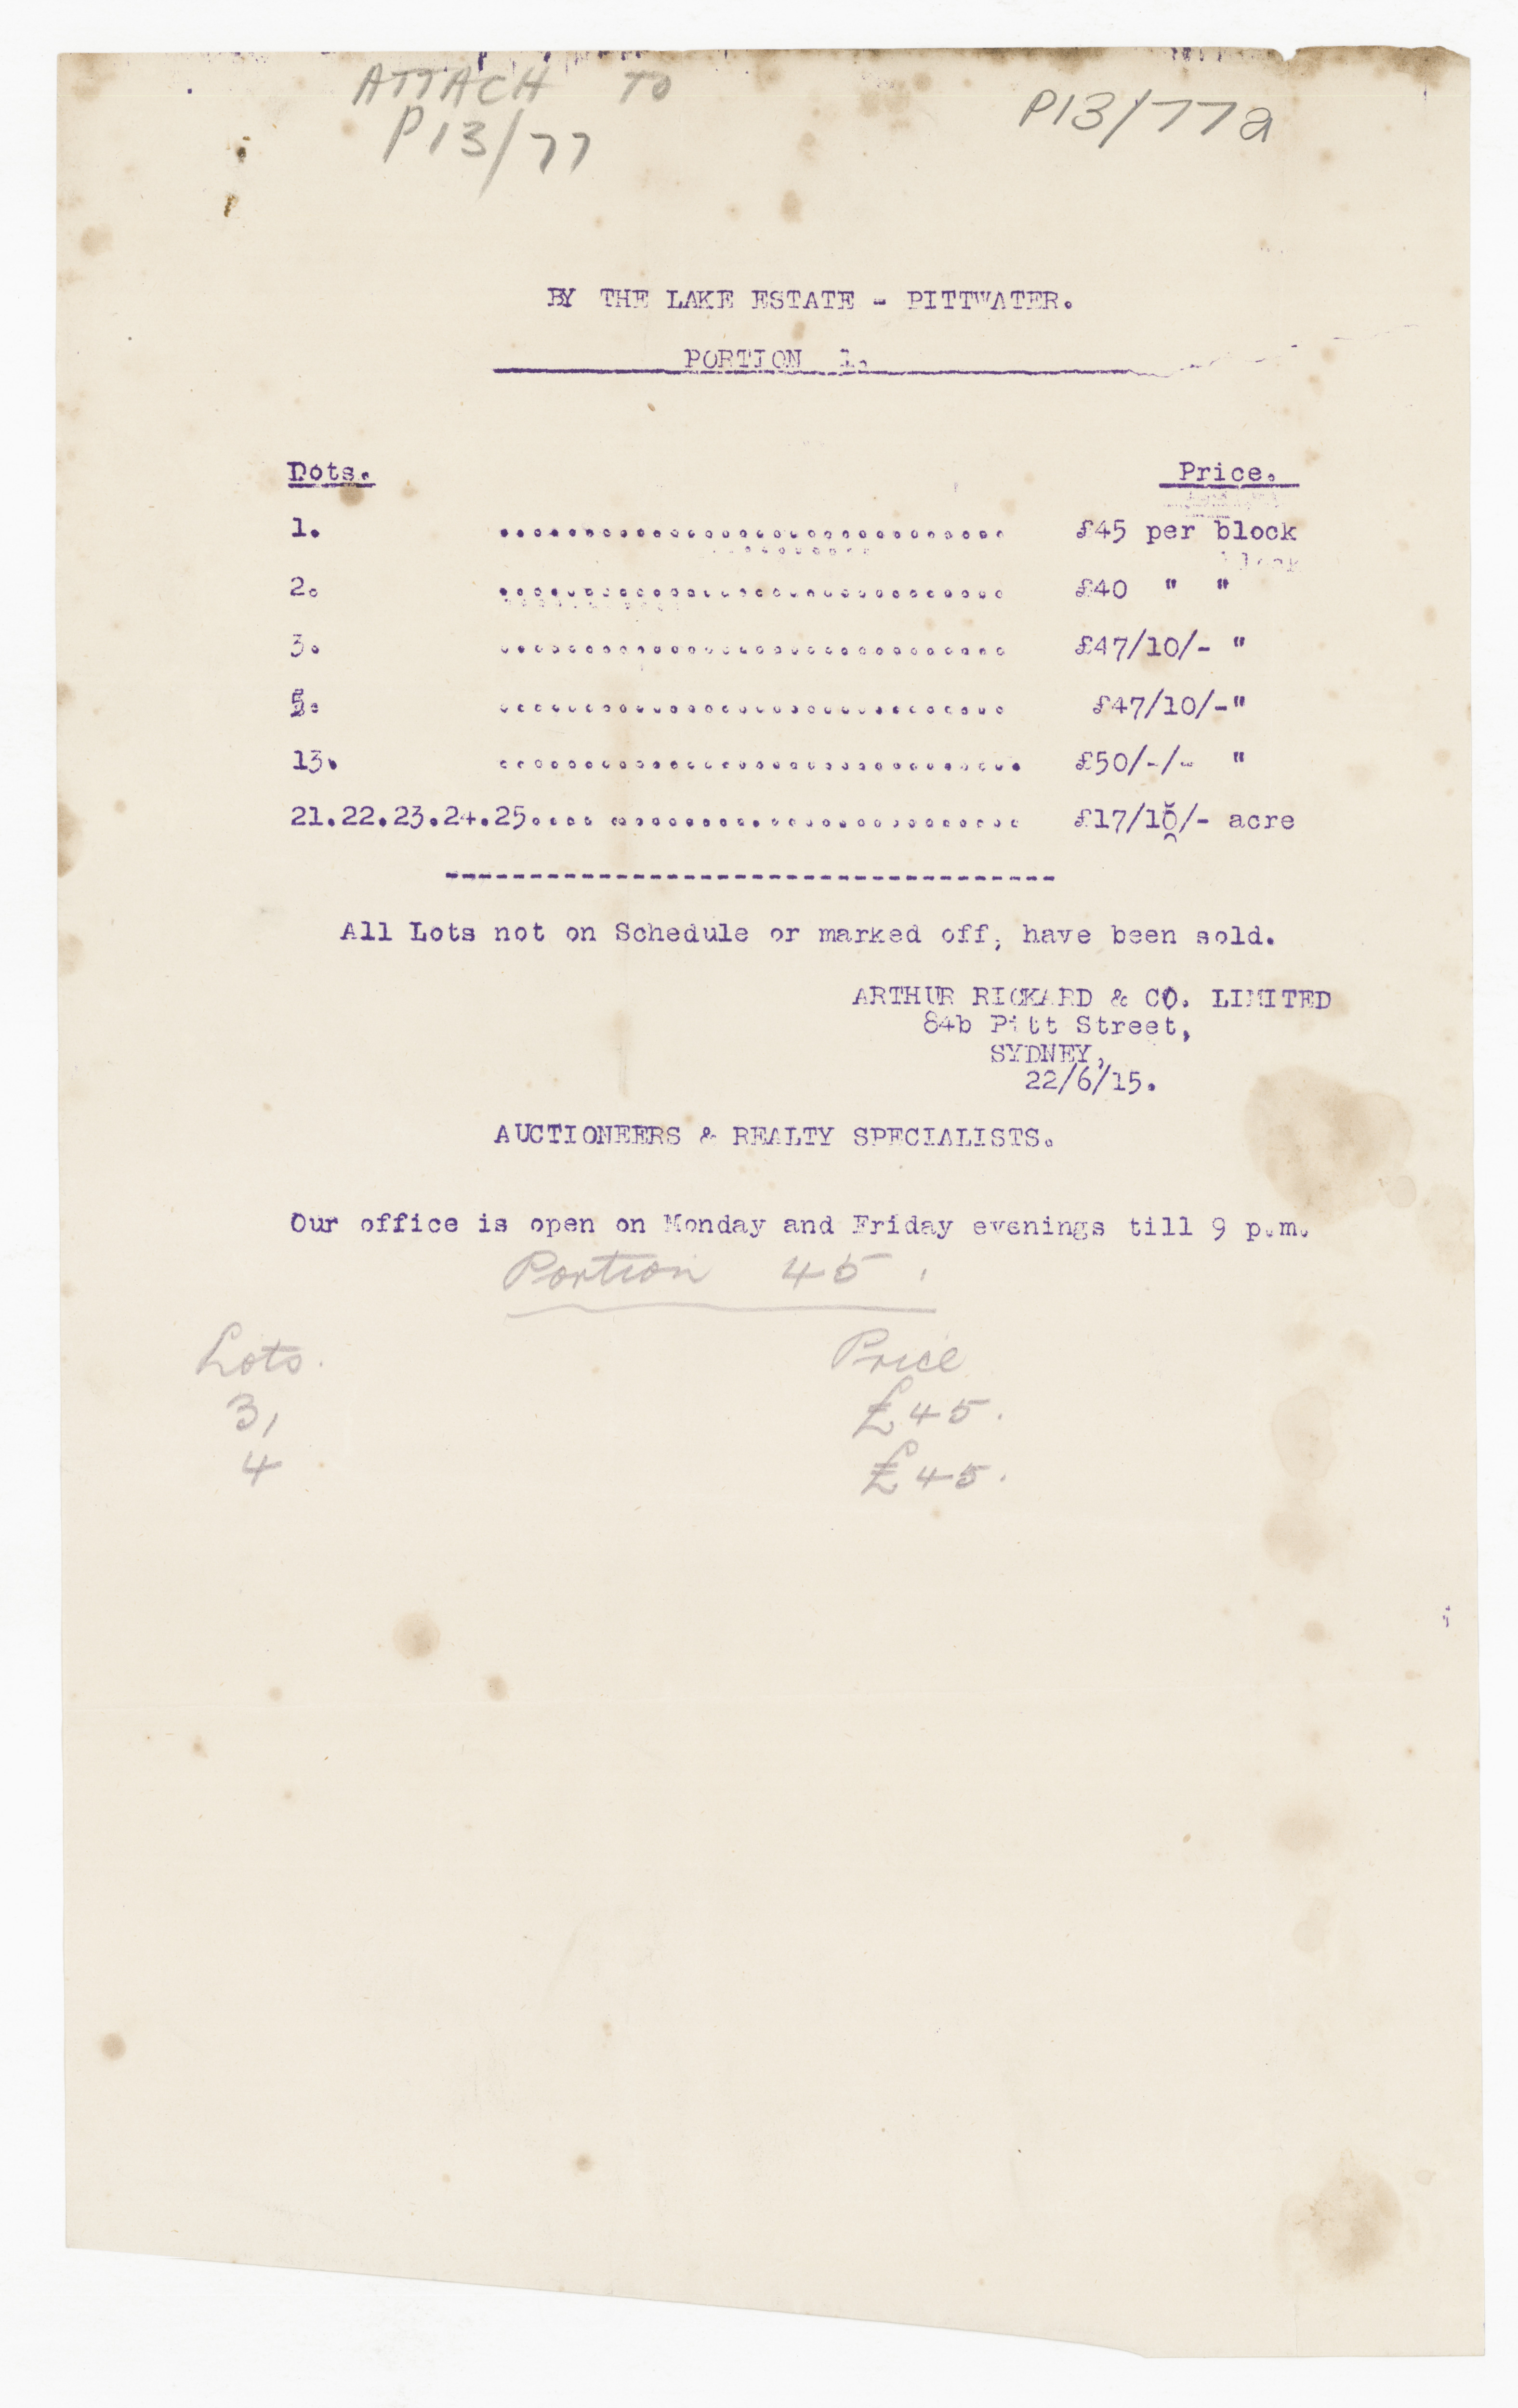 ATTACH TO
P13/77
P13/77a
BY THE LAKE ESTATE - PITTWATER.
PORTION 1.
Lots. Price.
1. .............................. £45 per block
2. .............................. £40 " "
3. .............................. £47/10/- "
5. .............................. £47/10/-"
13. ............................... £50/-/- "
21.22.23.24.25.... ........................ £17/10/- acre
------------------------------------
All Lots not on Schedule or marked off, have been sold.
ARTHUR RICKARD & CO. LIMITED
84b Pitt Street,
SYDNEY,
22/6/15.
AUCTIONEERS & REALTY SPECIALISTS.
Our office is open on Monday and Friday evenings till 9 p.m.
Portion 45.
Lots. Price
3, £45.
4 £45.